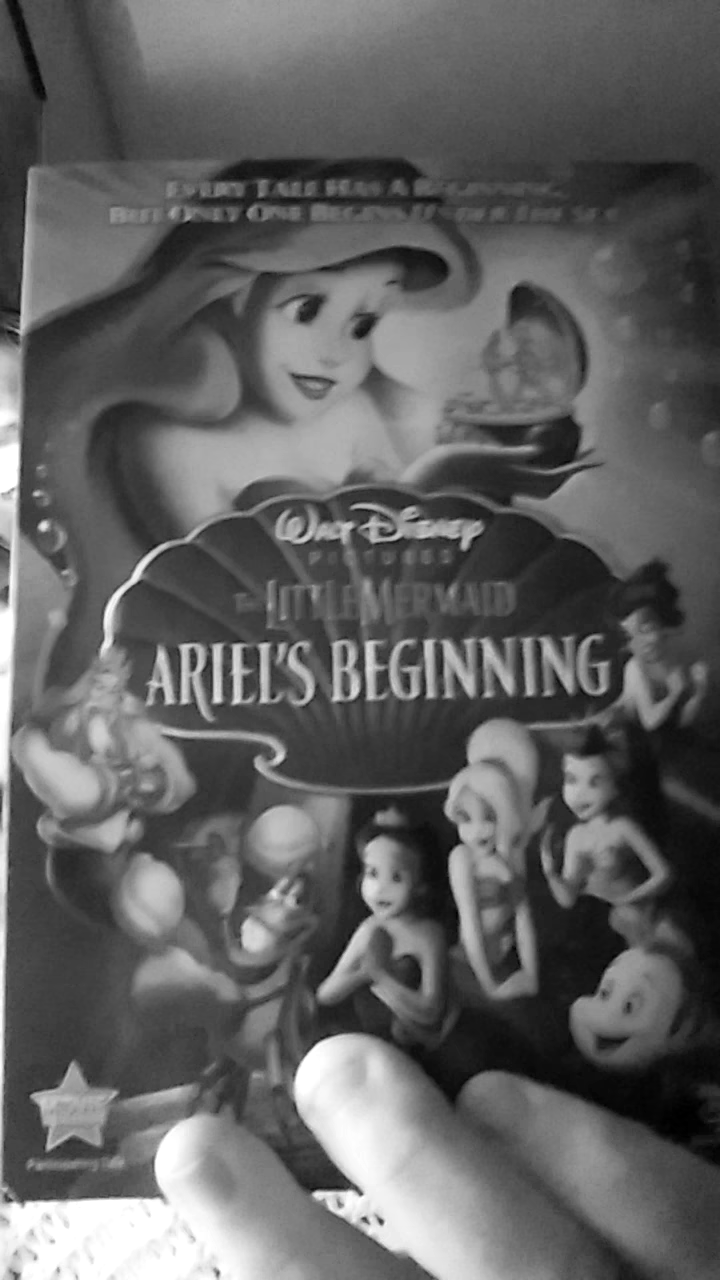 EVERY TALE HAS A BEGINNING,
BUT ONLY ONE BEGINS UNDER THE SEA
WALT DISNEY
PICTURES
THE LITTLE MERMAID
ARIEL'S BEGINNING